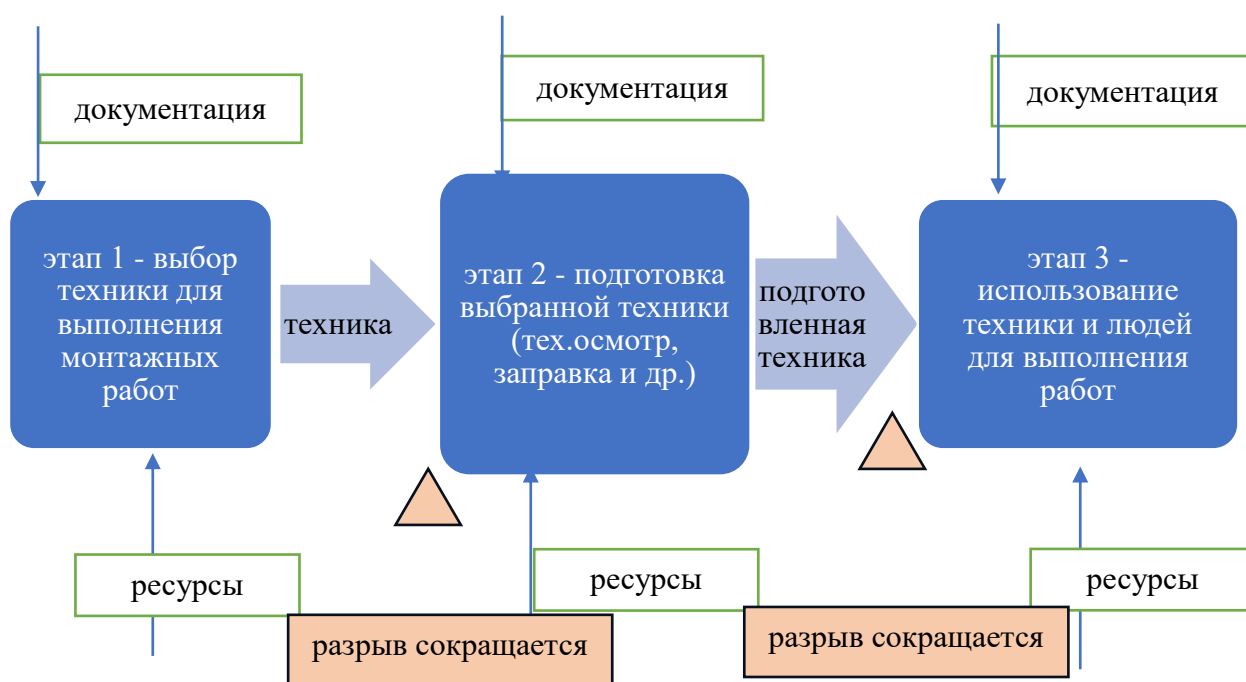 документация
документация
документация
этап 1 - выбор
техники для
выполнения
монтажных
работ
техника
этап 2 - подготовка
выбранной техники
(тех.осмотр,
заправка и др.)
подгото
вленная
техника
этап 3 -
использование
техники и людей
для выполнения
работ
ресурсы
ресурсы
ресурсы
разрыв сокращается
разрыв сокращается